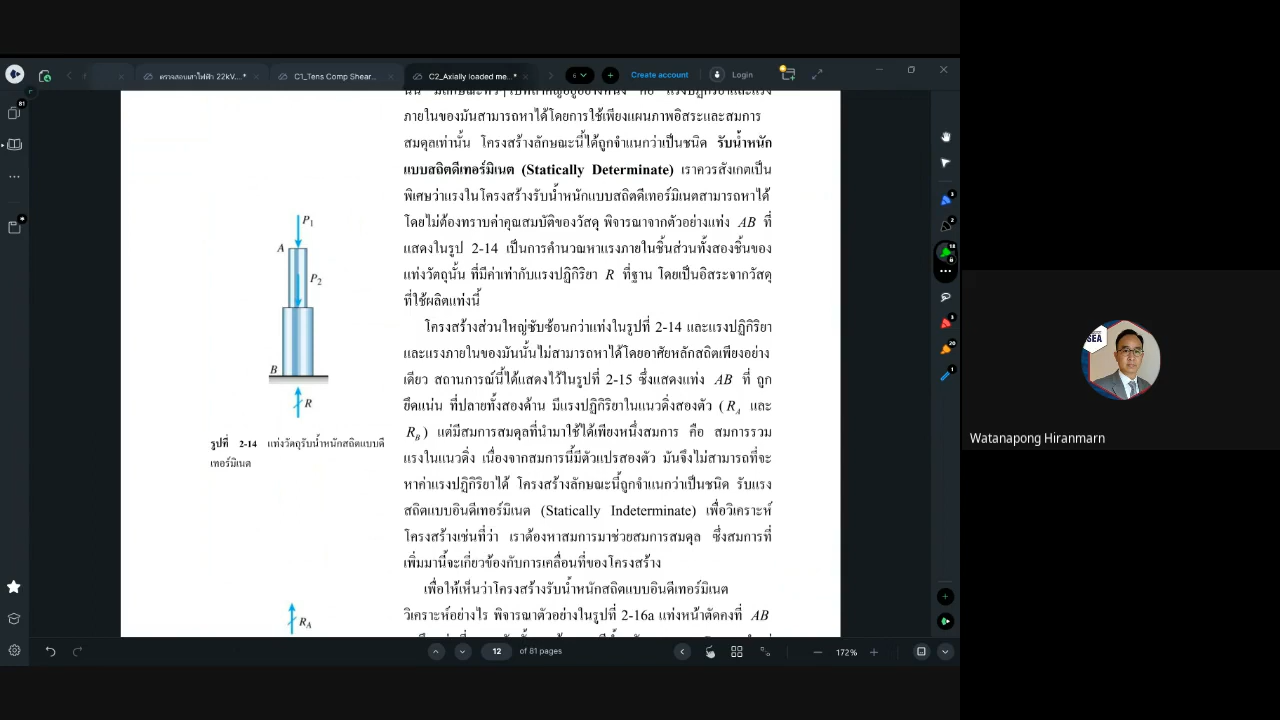 81
ตรวจสอบเสาไฟฟ้า 22kV...*
C1_Tens Comp Shear...
C2_Axially loaded me...*
6
Create account
Login
ภายในของมันสามารถหาได้โดยการใช้เพียงแผนภาพอิสระและสมการ
สมดุลเท่านั้น โครงสร้างลักษณะนี้ได้ถูกจำแนกว่าเป็นชนิด รับน้ำหนัก
แบบสถิตดีเทอร์มิเนต (Statically Determinate) เราควรสังเกตเป็น
พิเศษว่าแรงในโครงสร้างรับน้ำหนักแบบสถิตดีเทอร์มิเนตสามารถหาได้
โดยไม่ต้องทราบค่าคุณสมบัติของวัสดุ พิจารณาจากตัวอย่างแท่ง AB ที่
แสดงในรูป 2-14 เป็นการคำนวณหาแรงภายในชิ้นส่วนทั้งสองชิ้นของ
แท่งวัตถุนั้น ที่มีค่าเท่ากับแรงปฏิกิริยา R ที่ฐาน โดยเป็นอิสระจากวัสดุ
ที่ใช้ผลิตแท่งนี้
P1
A
P2
B
R
รูปที่ 2-14 แท่งวัตถุรับน้ำหนักสถิตแบบดี
เทอร์มิเนต
โครงสร้างส่วนใหญ่ซับซ้อนกว่าแท่งในรูปที่ 2-14 และแรงปฏิกิริยา
และแรงภายในของมันนั้นไม่สามารถหาได้โดยอาศัยหลักสถิตเพียงอย่าง
เดียว สถานการณ์นี้ได้แสดงไว้ในรูปที่ 2-15 ซึ่งแสดงแท่ง AB ที่ ถูก
ยึดแน่น ที่ปลายทั้งสองด้าน มีแรงปฏิกิริยาในแนวดิ่งสองตัว (RA และ
RB) แต่มีสมการสมดุลที่นำมาใช้ได้เพียงหนึ่งสมการ คือ สมการรวม
แรงในแนวดิ่ง เนื่องจากสมการนี้มีตัวแปรสองตัว มันจึงไม่สามารถที่จะ
หาค่าแรงปฏิกิริยาได้ โครงสร้างลักษณะนี้ถูกจำแนกว่าเป็นชนิด รับแรง
สถิตแบบอินดีเทอร์มิเนต (Statically Indeterminate) เพื่อวิเคราะห์
โครงสร้างเช่นที่ว่า เราต้องหาสมการมาช่วยสมการสมดุล ซึ่งสมการที่
เพิ่มมานี้จะเกี่ยวข้องกับการเคลื่อนที่ของโครงสร้าง
เพื่อให้เห็นว่าโครงสร้างรับน้ำหนักสถิตแบบอินดีเทอร์มิเนต
วิเคราะห์อย่างไร พิจารณาตัวอย่างในรูปที่ 2-16a แท่งหน้าตัดคงที่ AB
RA
12 of 81 pages
172%
SEA
Watanapong Hiranmarn